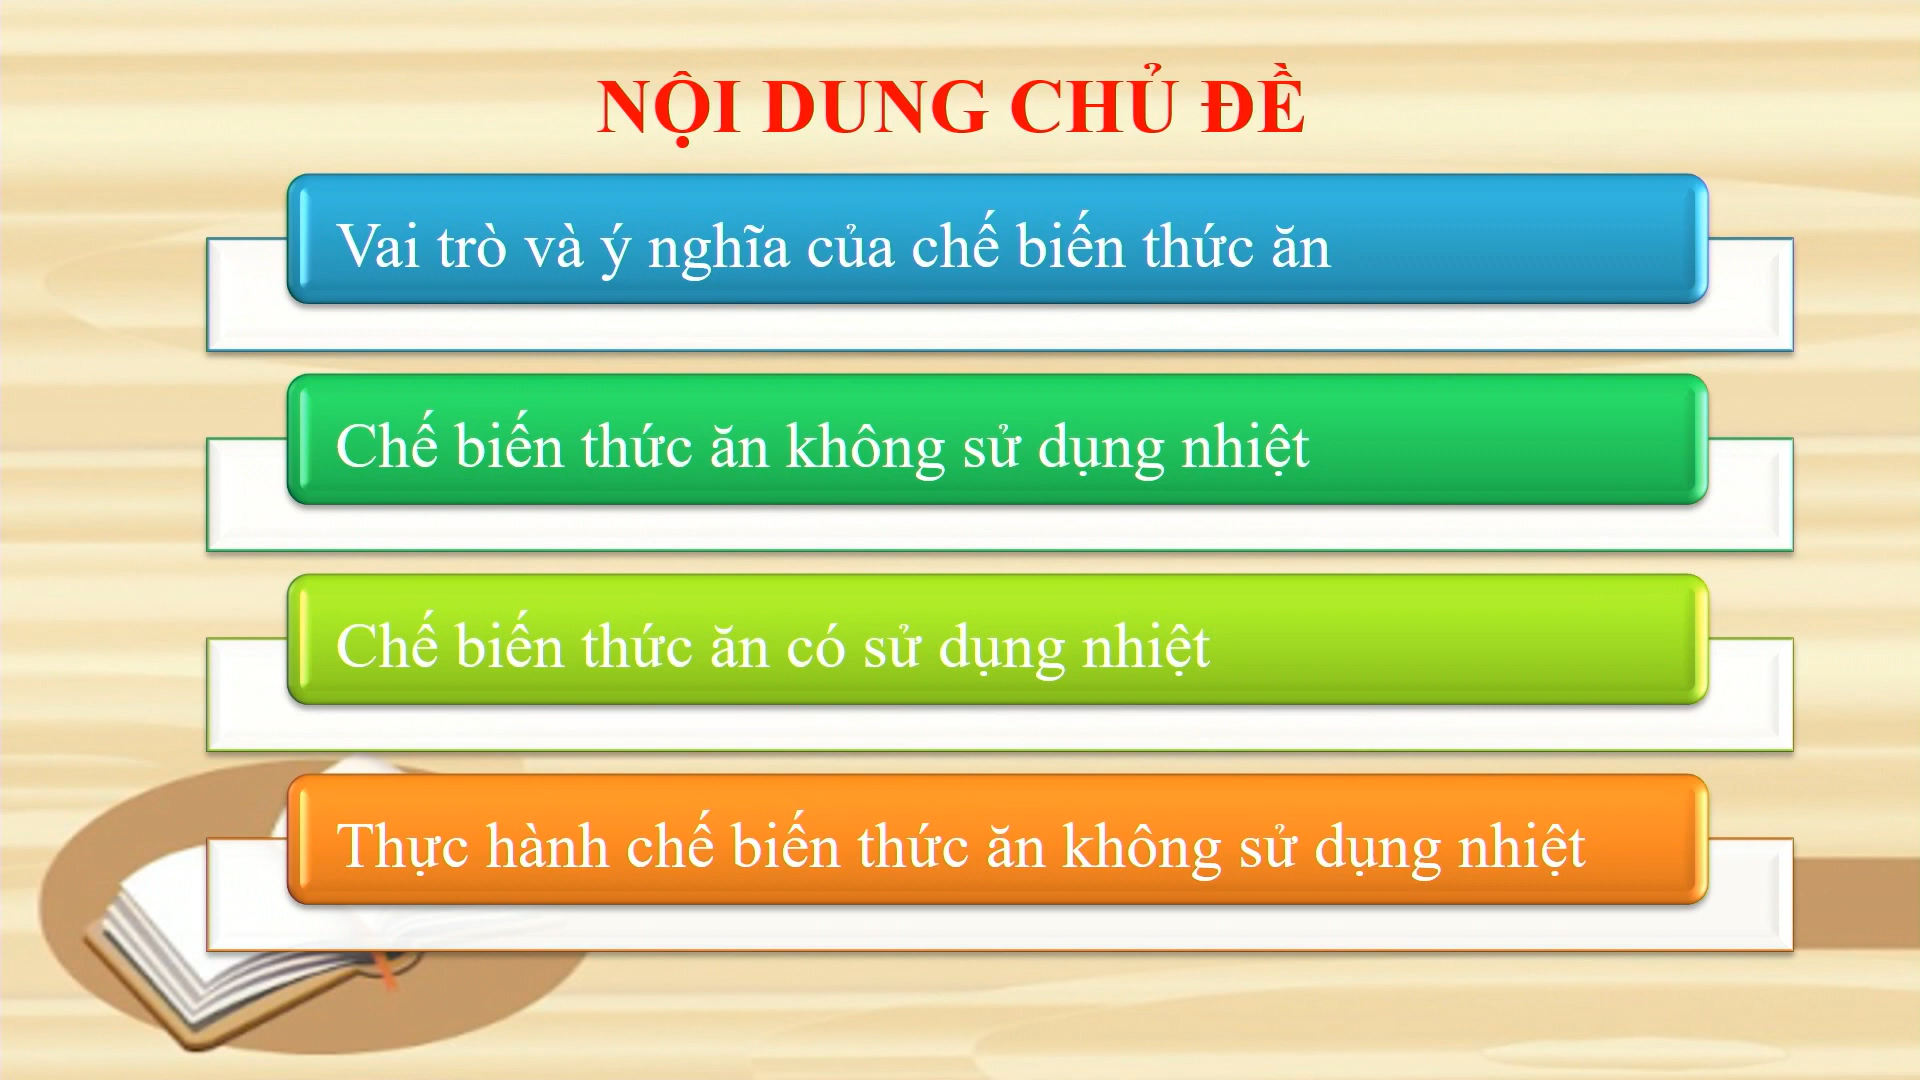 NỘI DUNG CHỦ ĐỀ
Vai trò và ý nghĩa của chế biến thức ăn
Chế biến thức ăn không sử dụng nhiệt
Chế biến thức ăn có sử dụng nhiệt
Thực hành chế biến thức ăn không sử dụng nhiệt